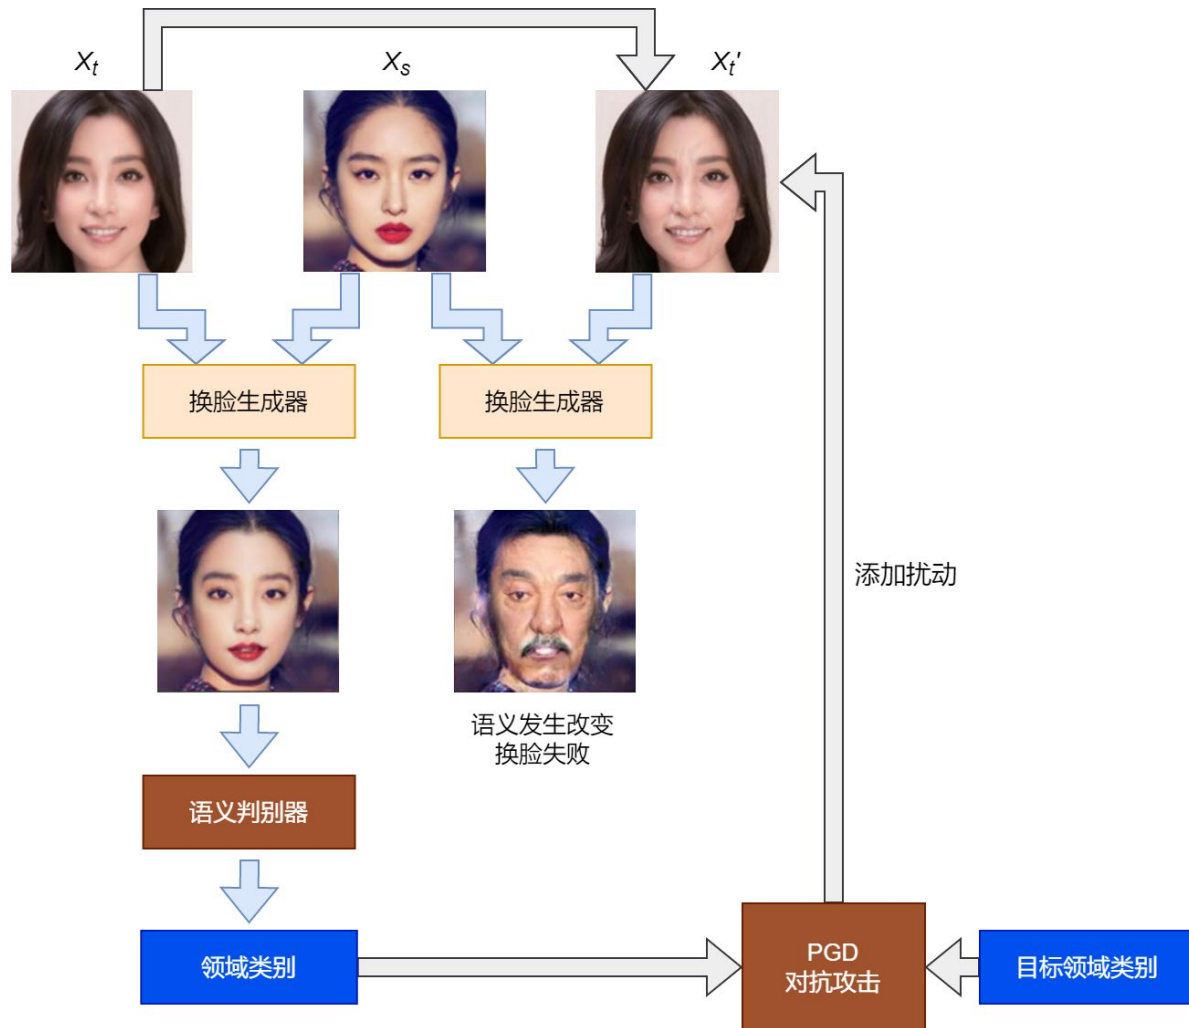 Xt
Xs
Xt'
换脸生成器
换脸生成器
添加扰动
语义发生改变
换脸失败
语义判别器
领域类别
PGD
对抗攻击
目标领域类别